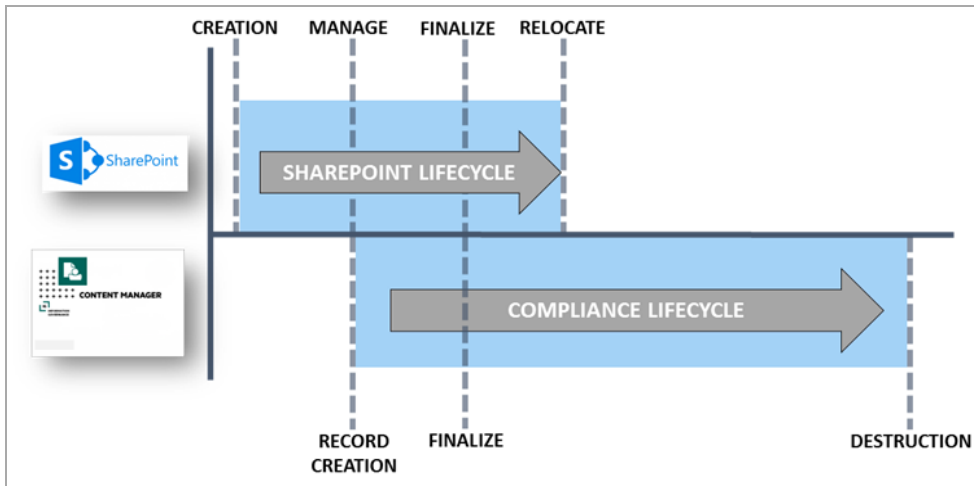 CREATION
MANAGE
FINALIZE
RELOCATE
S
SharePoint
SHAREPOINT LIFECYCLE
CONTENT MANAGER
COMPLIANCE LIFECYCLE
RECORD
CREATION
FINALIZE
DESTRUCTION